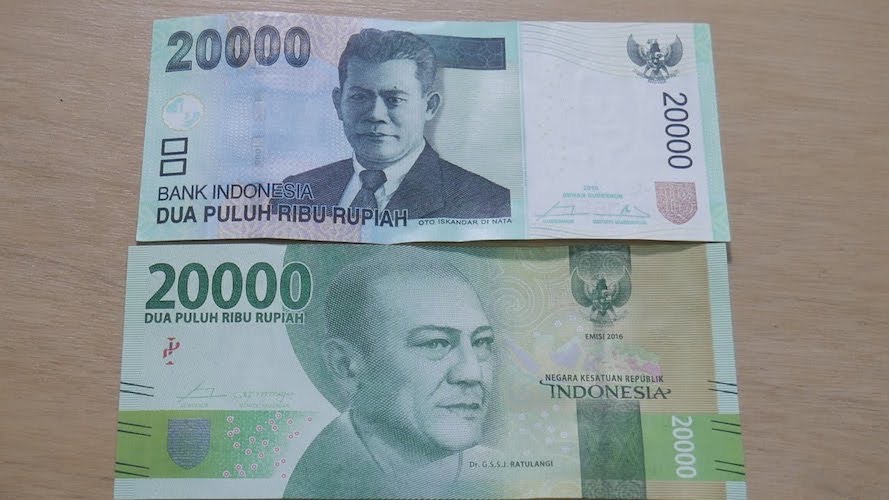 20000
BANK INDONESIA
DUA PULUH RIBU RUPIAH
OTO ISKANDAR DI NATA
20000
20000
DUA PULUH RIBU RUPIAH
EMISI 2016
NEGARA KESATUAN REPUBLIK
INDONESIA
Dr. G.S.S.J. RATULANGI
20000